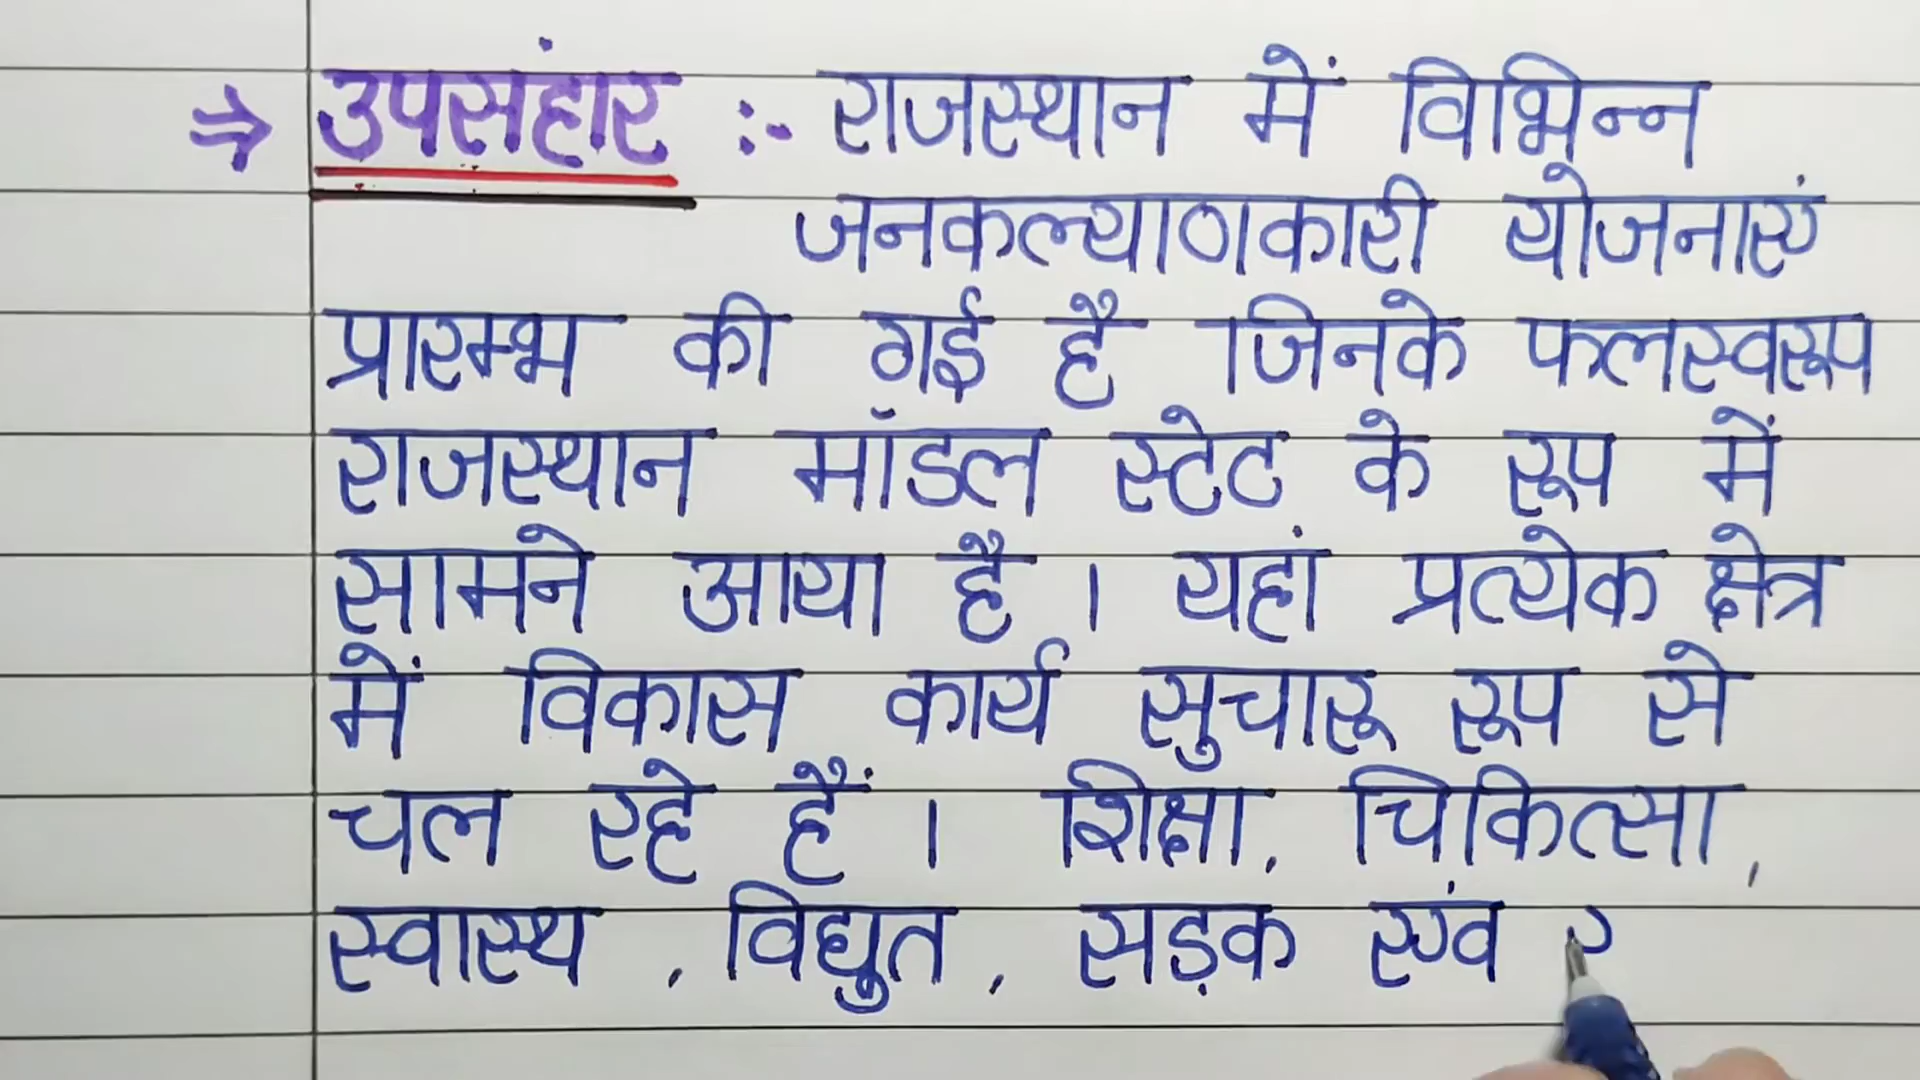 ⇒ उपसंहार :- राजस्थान में विभिन्न
जनकल्याणकारी योजनाएं
प्रारम्भ की गई है जिनके फलस्वरूप
राजस्थान मॉडल स्टेट के रूप में
सामने आया है । यहां प्रत्येक क्षेत्र
में विकास कार्य सुचारू रूप से
चल रहे हैं । शिक्षा, चिकित्सा,
स्वास्थ , विद्युत , सड़क एंव